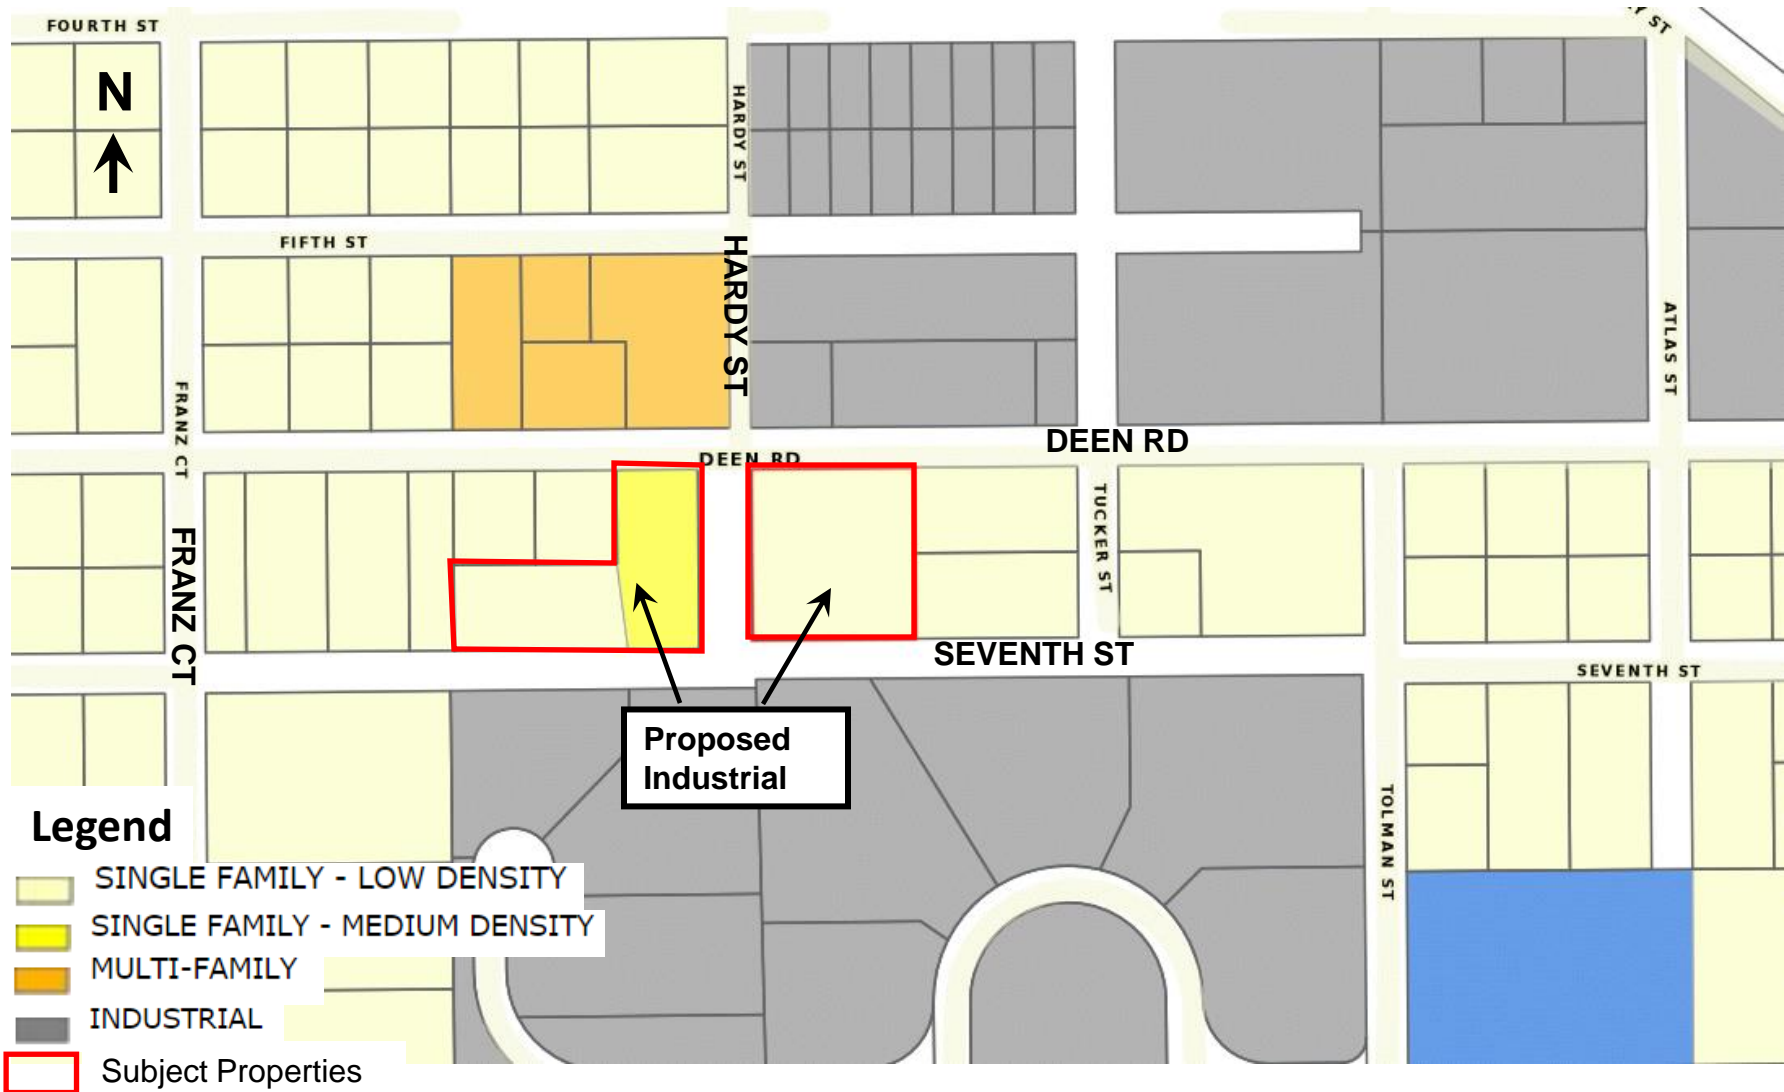 FOURTH ST
N
HARDY ST
FIFTH ST
HARDY ST
ATLAS ST
FRANZ CT
DEEN RD
DEEN RD
TUCKER ST
FRANZ CT
SEVENTH ST
SEVENTH ST
Proposed
Industrial
TOLMAN ST
Legend
SINGLE FAMILY - LOW DENSITY
SINGLE FAMILY - MEDIUM DENSITY
MULTI-FAMILY
INDUSTRIAL
Subject Properties
ST